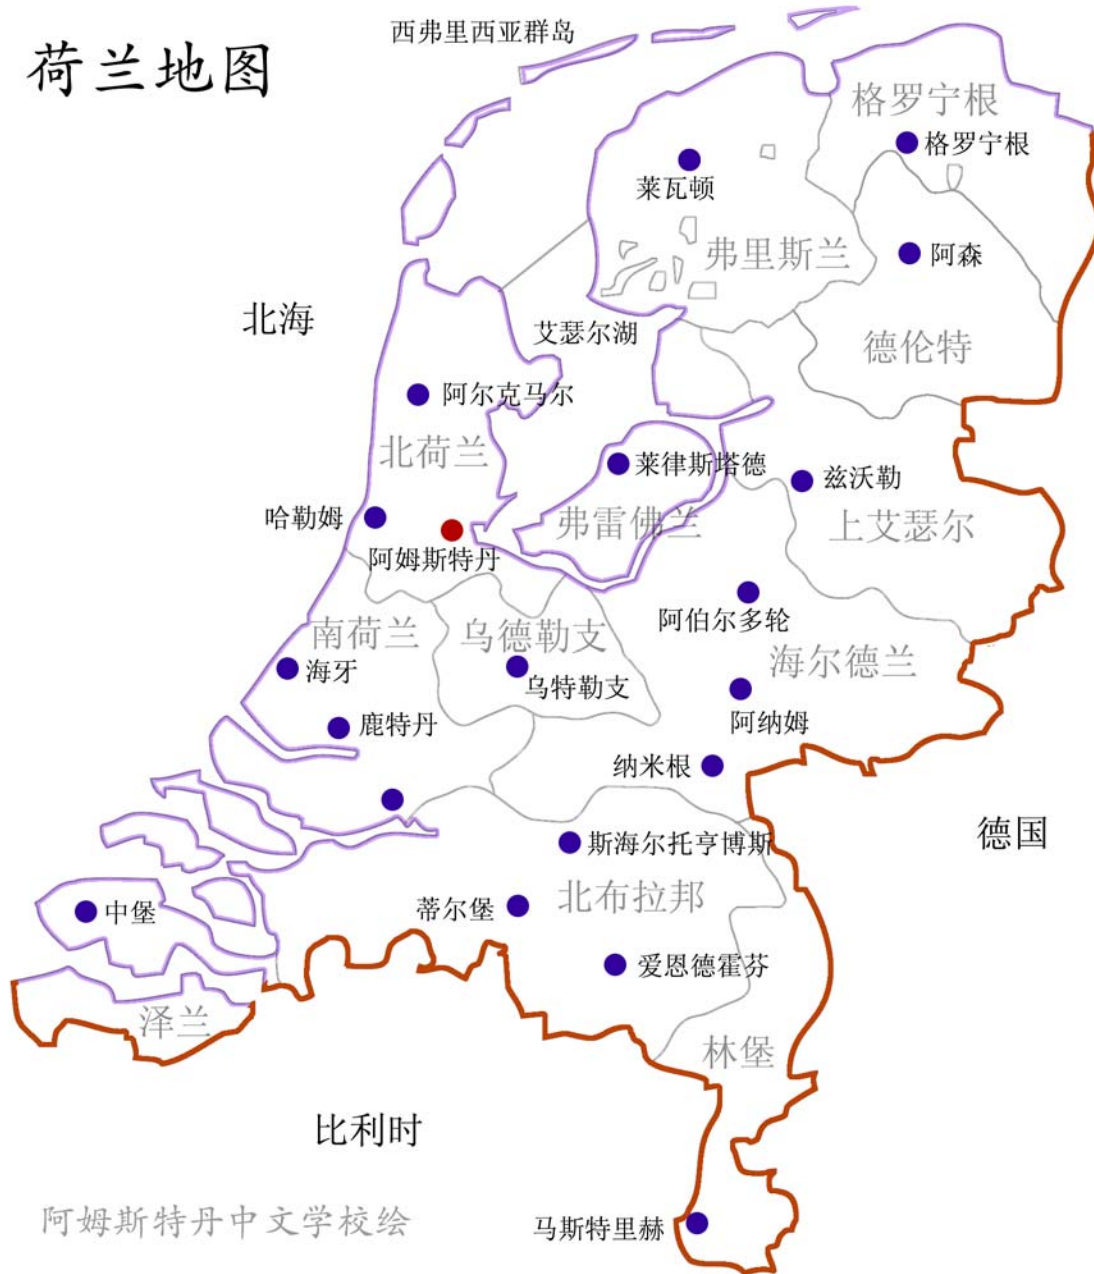 西弗里西亚群岛
荷兰地图
格罗宁根
格罗宁根
莱瓦顿
弗里斯兰
阿森
北海
艾瑟尔湖
德伦特
阿尔克马尔
北荷兰
莱律斯塔德
兹沃勒
哈勒姆
弗雷佛兰
上艾瑟尔
阿姆斯特丹
阿伯尔多轮
南荷兰
乌德勒支
海尔德兰
海牙
乌特勒支
鹿特丹
阿纳姆
纳米根
德国
斯海尔托亨博斯
北布拉邦
蒂尔堡
中堡
爱恩德霍芬
泽兰
林堡
比利时
阿姆斯特丹中文学校绘
马斯特里赫